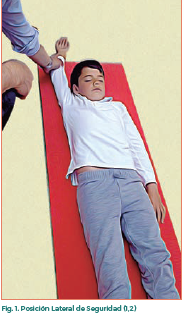 Fig. 1. Posición Lateral de Seguridad (1,2)